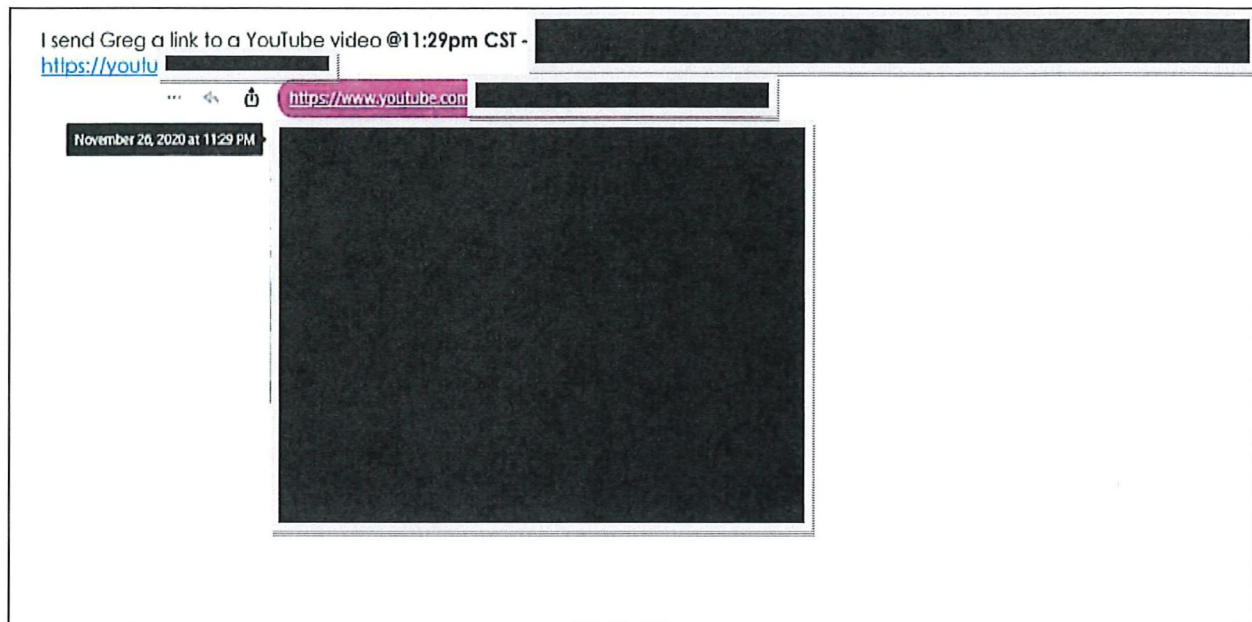 I send Greg a link to a YouTube video @11:29pm CST -
https://youtu
https://www.youtube.com
November 26, 2020 at 11:29 PM